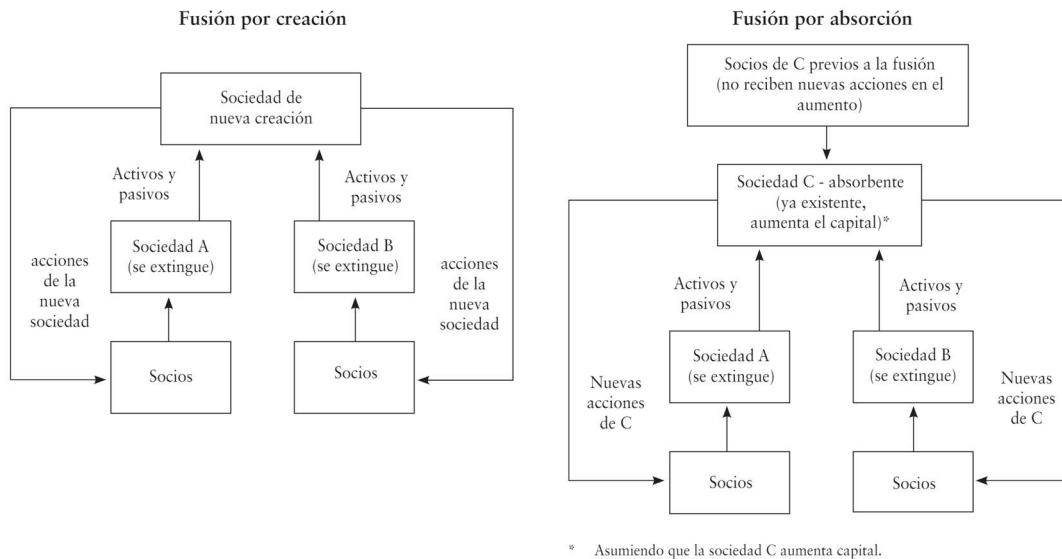 Fusión por creación
Sociedad de
nueva creación
Activos y
pasivos
Activos y
pasivos
Sociedad A
(se extingue)
Sociedad B
(se extingue)
acciones
de la
nueva
sociedad
acciones
de la
nueva
sociedad
Socios
Socios
Fusión por absorción
Socios de C previos a la fusión
(no reciben nuevas acciones en el
aumento)
Sociedad C - absorbente
(ya existente,
aumenta el capital)*
Activos y
pasivos
Activos y
pasivos
Sociedad A
(se extingue)
Sociedad B
(se extingue)
Nuevas
acciones
de C
Nuevas
acciones
de C
Socios
Socios
* Asumiendo que la sociedad C aumenta capital.